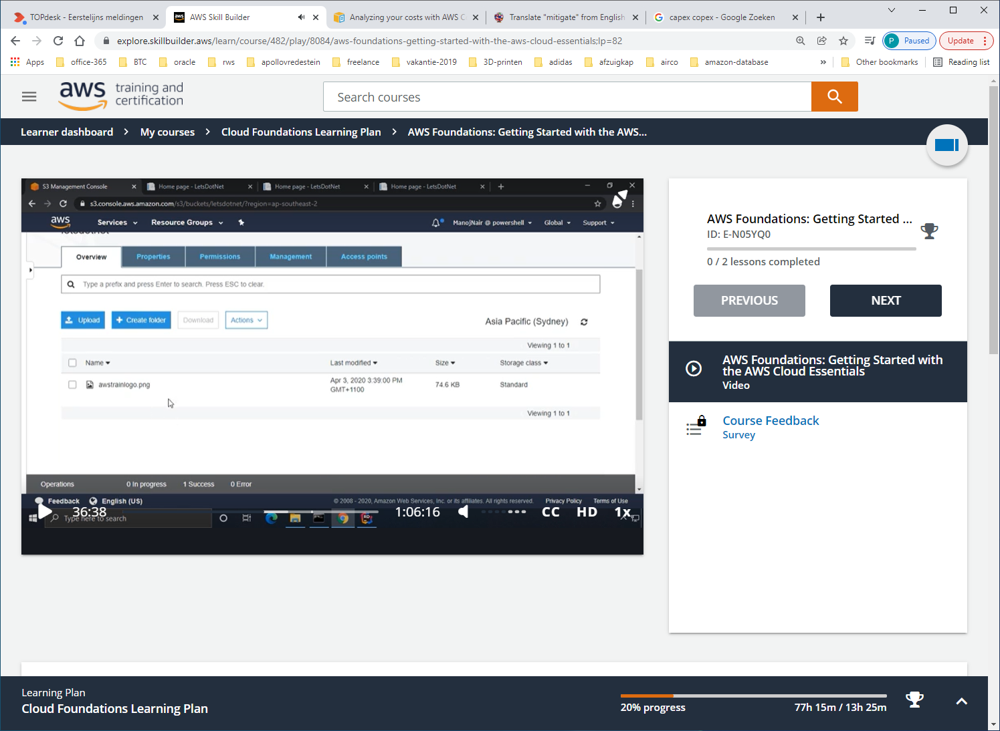 TOPdesk - Eerstelijns meldingen
AWS Skill Builder
Analyzing your costs with AWS C
Translate "mitigate" from English
capex copex - Google Zoeken
explore.skillbuilder.aws/learn/course/482/play/8084/aws-foundations-getting-started-with-the-aws-cloud-essentials;lp=82
P Paused
Update
Apps office-365 BTC oracle rws apollovredestein freelance vakantie-2019 3D-printen adidas afzuigkap airco amazon-database » Other bookmarks Reading list
aws training and certification
Search courses
Learner dashboard > My courses > Cloud Foundations Learning Plan > AWS Foundations: Getting Started with the AWS...
S3 Management Console
Home page - LetsDotNet
Home page - LetsDotNet
Home page - LetsDotNet
s3.console.aws.amazon.com/s3/buckets/letsdotnet/?region=ap-southeast-2
aws Services Resource Groups ManojNair @ powershell Global Support
Overview Properties Permissions Management Access points
Type a prefix and press Enter to search. Press ESC to clear.
Upload + Create folder Download Actions
Asia Pacific (Sydney)
Viewing 1 to 1
Name Last modified Size Storage class
awstrainlogo.png Apr 3, 2020 3:39:00 PM GMT+1100 74.6 KB Standard
Viewing 1 to 1
Operations 0 In progress 1 Success 0 Error
Feedback English (US) © 2008 - 2020, Amazon Web Services, Inc. or its affiliates. All rights reserved. Privacy Policy Terms of Use
Type here to search
36:38 1:06:16 CC HD 1x
AWS Foundations: Getting Started ...
ID: E-N05YQ0
0 / 2 lessons completed
PREVIOUS NEXT
AWS Foundations: Getting Started with
the AWS Cloud Essentials
Video
Course Feedback
Survey
Learning Plan
Cloud Foundations Learning Plan
20% progress
77h 15m / 13h 25m